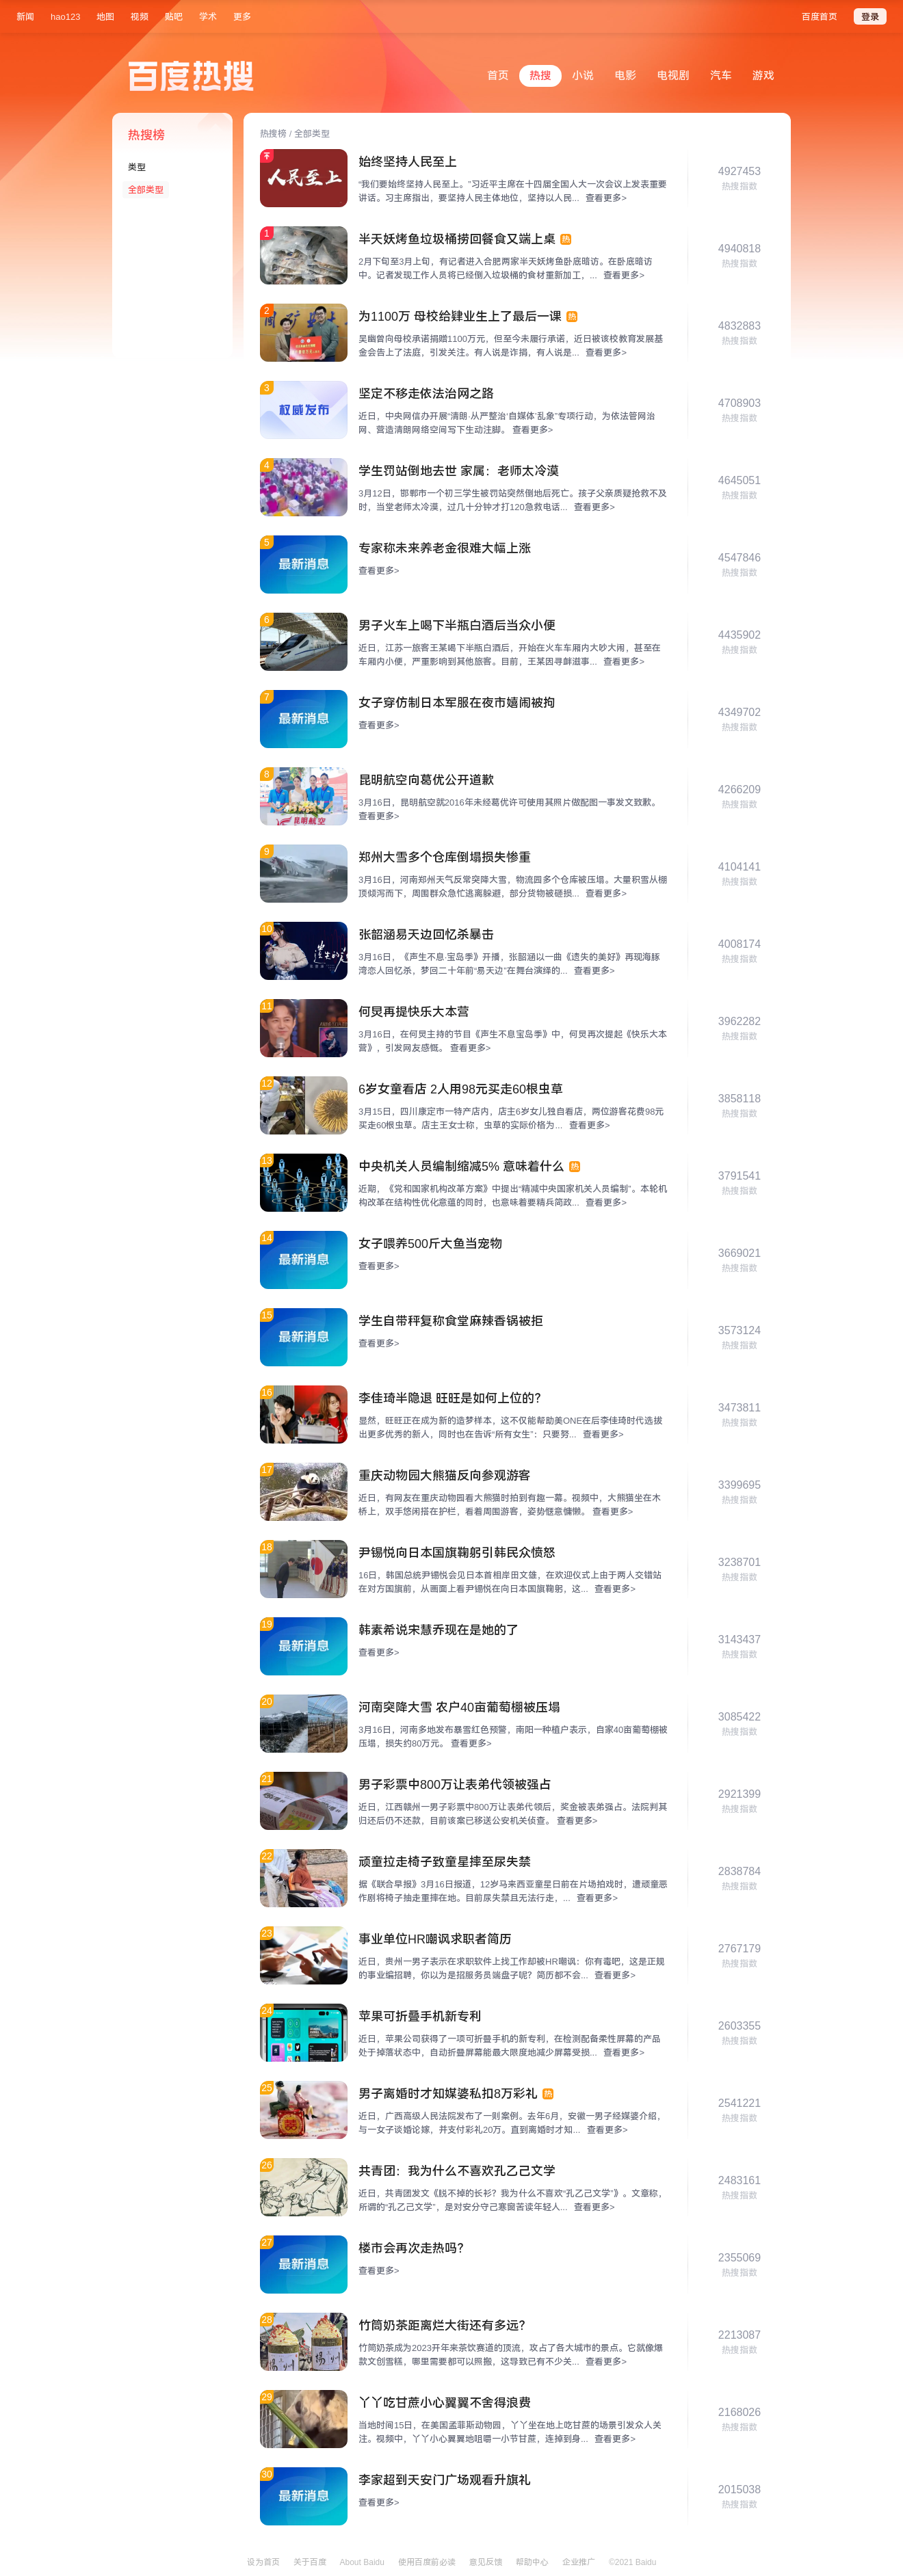 新闻 hao123 地图 视频 贴吧 学术 更多 百度首页 登录
百度热搜
首页 热搜 小说 电影 电视剧 汽车 游戏
热搜榜
类型
全部类型
热搜榜 / 全部类型
人民至上
始终坚持人民至上
“我们要始终坚持人民至上。”习近平主席在十四届全国人大一次会议上发表重要
讲话。习主席指出，要坚持人民主体地位，坚持以人民... 查看更多>
4927453
热搜指数
1
半天妖烤鱼垃圾桶捞回餐食又端上桌 热
2月下旬至3月上旬，有记者进入合肥两家半天妖烤鱼卧底暗访。在卧底暗访
中。记者发现工作人员将已经倒入垃圾桶的食材重新加工，... 查看更多>
4940818
热搜指数
2
为1100万 母校给肄业生上了最后一课 热
吴幽曾向母校承诺捐赠1100万元，但至今未履行承诺，近日被该校教育发展基
金会告上了法庭，引发关注。有人说是诈捐，有人说是... 查看更多>
4832883
热搜指数
3
权威发布
坚定不移走依法治网之路
近日，中央网信办开展“清朗·从严整治‘自媒体’乱象”专项行动，为依法管网治
网、营造清朗网络空间写下生动注脚。 查看更多>
4708903
热搜指数
4
学生罚站倒地去世 家属：老师太冷漠
3月12日，邯郸市一个初三学生被罚站突然倒地后死亡。孩子父亲质疑抢救不及
时，当堂老师太冷漠，过几十分钟才打120急救电话... 查看更多>
4645051
热搜指数
5
最新消息
专家称未来养老金很难大幅上涨
查看更多>
4547846
热搜指数
6
男子火车上喝下半瓶白酒后当众小便
近日，江苏一旅客王某喝下半瓶白酒后，开始在火车车厢内大吵大闹，甚至在
车厢内小便，严重影响到其他旅客。目前，王某因寻衅滋事... 查看更多>
4435902
热搜指数
7
最新消息
女子穿仿制日本军服在夜市嬉闹被拘
查看更多>
4349702
热搜指数
8
昆明航空
昆明航空向葛优公开道歉
3月16日，昆明航空就2016年未经葛优许可使用其照片做配图一事发文致歉。
查看更多>
4266209
热搜指数
9
郑州大雪多个仓库倒塌损失惨重
3月16日，河南郑州天气反常突降大雪，物流园多个仓库被压塌。大量积雪从棚
顶倾泻而下，周围群众急忙逃离躲避，部分货物被砸损... 查看更多>
4104141
热搜指数
10
张韶涵易天边回忆杀暴击
3月16日，《声生不息·宝岛季》开播，张韶涵以一曲《遗失的美好》再现海豚
湾恋人回忆杀，梦回二十年前“易天边”在舞台演绎的... 查看更多>
4008174
热搜指数
11
何炅再提快乐大本营
3月16日，在何炅主持的节目《声生不息宝岛季》中，何炅再次提起《快乐大本
营》，引发网友感慨。 查看更多>
3962282
热搜指数
12
6岁女童看店 2人用98元买走60根虫草
3月15日，四川康定市一特产店内，店主6岁女儿独自看店，两位游客花费98元
买走60根虫草。店主王女士称，虫草的实际价格为... 查看更多>
3858118
热搜指数
13
中央机关人员编制缩减5% 意味着什么 热
近期，《党和国家机构改革方案》中提出“精减中央国家机关人员编制”。本轮机
构改革在结构性优化意蕴的同时，也意味着要精兵简政... 查看更多>
3791541
热搜指数
14
最新消息
女子喂养500斤大鱼当宠物
查看更多>
3669021
热搜指数
15
最新消息
学生自带秤复称食堂麻辣香锅被拒
查看更多>
3573124
热搜指数
16
李佳琦半隐退 旺旺是如何上位的？
显然，旺旺正在成为新的造梦样本，这不仅能帮助美ONE在后李佳琦时代选拔
出更多优秀的新人，同时也在告诉“所有女生”：只要努... 查看更多>
3473811
热搜指数
17
重庆动物园大熊猫反向参观游客
近日，有网友在重庆动物园看大熊猫时拍到有趣一幕。视频中，大熊猫坐在木
桥上，双手悠闲搭在护栏，看着周围游客，姿势惬意慵懒。 查看更多>
3399695
热搜指数
18
尹锡悦向日本国旗鞠躬引韩民众愤怒
16日，韩国总统尹锡悦会见日本首相岸田文雄，在欢迎仪式上由于两人交错站
在对方国旗前，从画面上看尹锡悦在向日本国旗鞠躬，这... 查看更多>
3238701
热搜指数
19
最新消息
韩素希说宋慧乔现在是她的了
查看更多>
3143437
热搜指数
20
河南突降大雪 农户40亩葡萄棚被压塌
3月16日，河南多地发布暴雪红色预警，南阳一种植户表示，自家40亩葡萄棚被
压塌，损失约80万元。 查看更多>
3085422
热搜指数
21
男子彩票中800万让表弟代领被强占
近日，江西赣州一男子彩票中800万让表弟代领后，奖金被表弟强占。法院判其
归还后仍不还款，目前该案已移送公安机关侦查。 查看更多>
2921399
热搜指数
22
顽童拉走椅子致童星摔至尿失禁
据《联合早报》3月16日报道，12岁马来西亚童星日前在片场拍戏时，遭顽童恶
作剧将椅子抽走重摔在地。目前尿失禁且无法行走，... 查看更多>
2838784
热搜指数
23
事业单位HR嘲讽求职者简历
近日，贵州一男子表示在求职软件上找工作却被HR嘲讽：你有毒吧，这是正规
的事业编招聘，你以为是招服务员端盘子呢？简历都不会... 查看更多>
2767179
热搜指数
24
苹果可折叠手机新专利
近日，苹果公司获得了一项可折叠手机的新专利，在检测配备柔性屏幕的产品
处于掉落状态中，自动折叠屏幕能最大限度地减少屏幕受损... 查看更多>
2603355
热搜指数
25
男子离婚时才知媒婆私扣8万彩礼 热
近日，广西高级人民法院发布了一则案例。去年6月，安徽一男子经媒婆介绍，
与一女子谈婚论嫁，并支付彩礼20万。直到离婚时才知... 查看更多>
2541221
热搜指数
26
共青团：我为什么不喜欢孔乙己文学
近日，共青团发文《脱不掉的长衫？我为什么不喜欢“孔乙己文学”》。文章称，
所谓的“孔乙己文学”，是对安分守己寒窗苦读年轻人... 查看更多>
2483161
热搜指数
27
最新消息
楼市会再次走热吗？
查看更多>
2355069
热搜指数
28
竹筒奶茶距离烂大街还有多远？
竹筒奶茶成为2023开年来茶饮赛道的顶流，攻占了各大城市的景点。它就像爆
款文创雪糕，哪里需要都可以照搬，这导致已有不少关... 查看更多>
2213087
热搜指数
29
丫丫吃甘蔗小心翼翼不舍得浪费
当地时间15日，在美国孟菲斯动物园，丫丫坐在地上吃甘蔗的场景引发众人关
注。视频中，丫丫小心翼翼地咀嚼一小节甘蔗，连掉到身... 查看更多>
2168026
热搜指数
30
最新消息
李家超到天安门广场观看升旗礼
查看更多>
2015038
热搜指数
设为首页 关于百度 About Baidu 使用百度前必读 意见反馈 帮助中心 企业推广 ©2021 Baidu